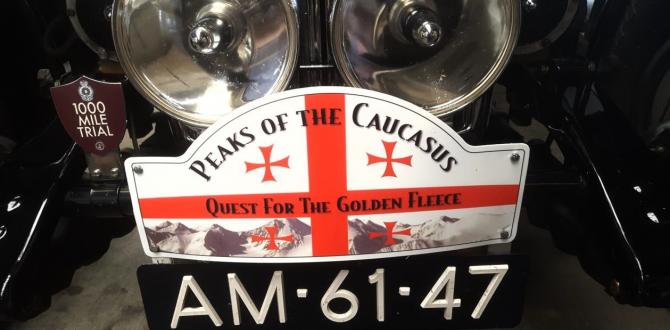 1000
MILE
TRIAL
PEAKS OF THE CAUCASUS
QUEST FOR THE GOLDEN FLEECE
AM-61-47